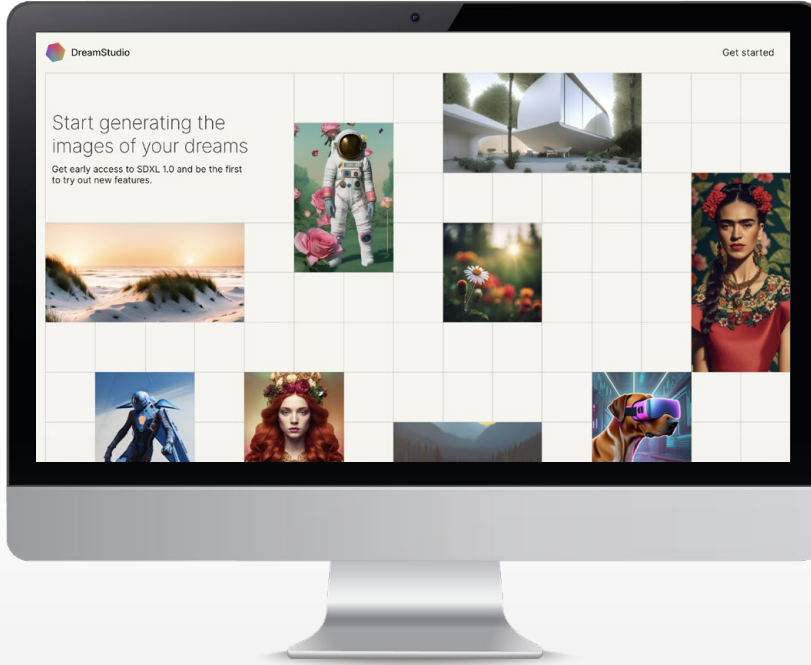 DreamStudio
Get started
Start generating the
images of your dreams
Get early access to SDXL 1.0 and be the first
to try out new features.